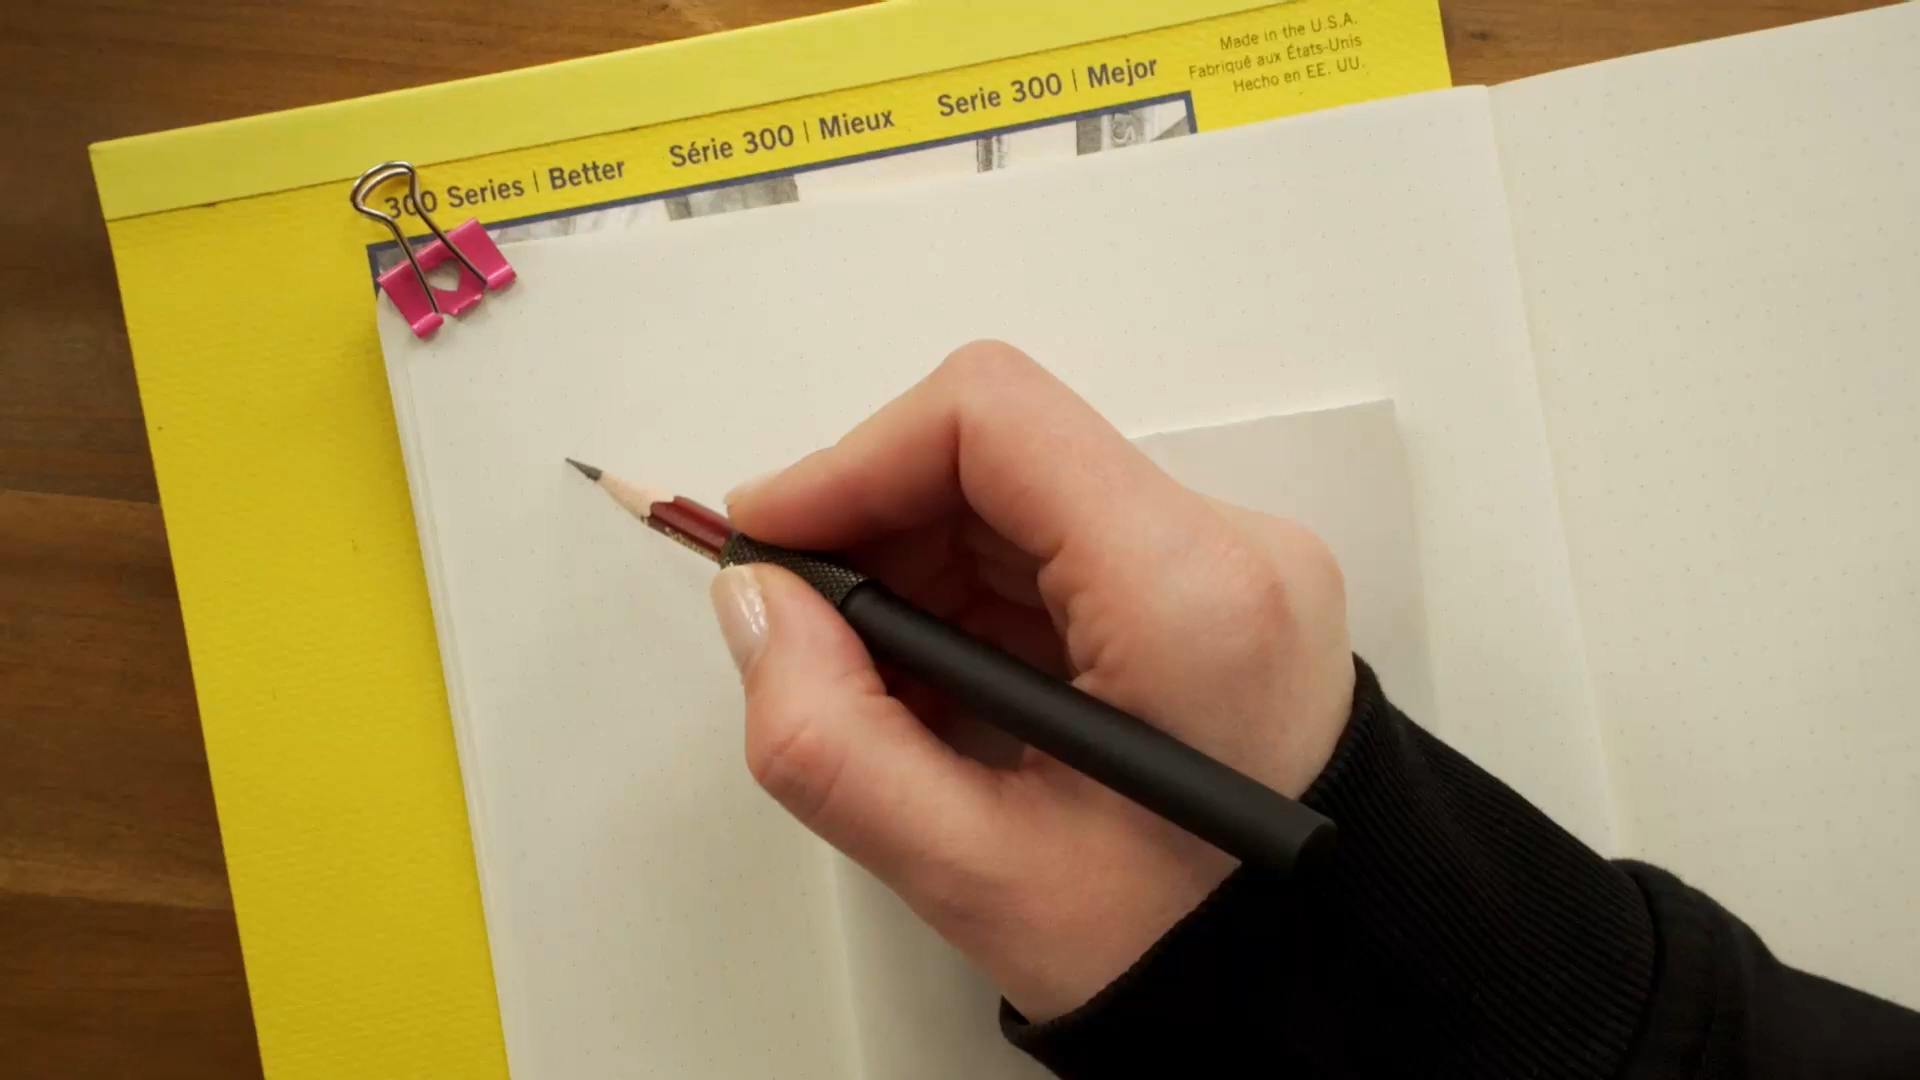 Made in the U.S.A.
Fabriqué aux États-Unis
Hecho en EE. UU.
300 Series | Better Série 300 | Mieux Serie 300 | Mejor